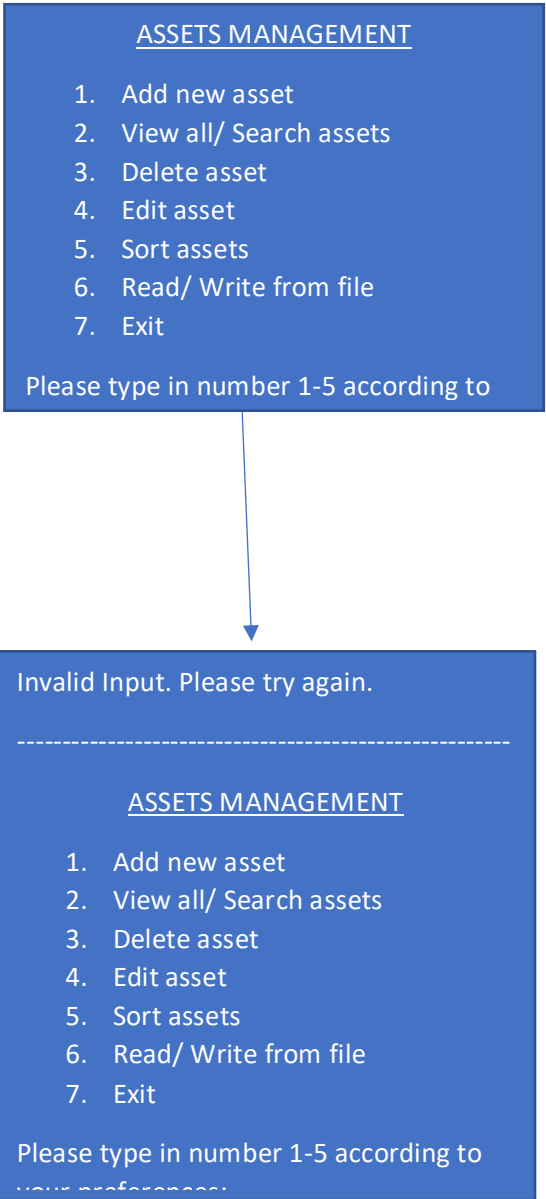 ASSETS MANAGEMENT
1. Add new asset
2. View all/ Search assets
3. Delete asset
4. Edit asset
5. Sort assets
6. Read/ Write from file
7. Exit
Please type in number 1-5 according to
Invalid Input. Please try again.
------------------------------------------------------
ASSETS MANAGEMENT
1. Add new asset
2. View all/ Search assets
3. Delete asset
4. Edit asset
5. Sort assets
6. Read/ Write from file
7. Exit
Please type in number 1-5 according to
your preferences: